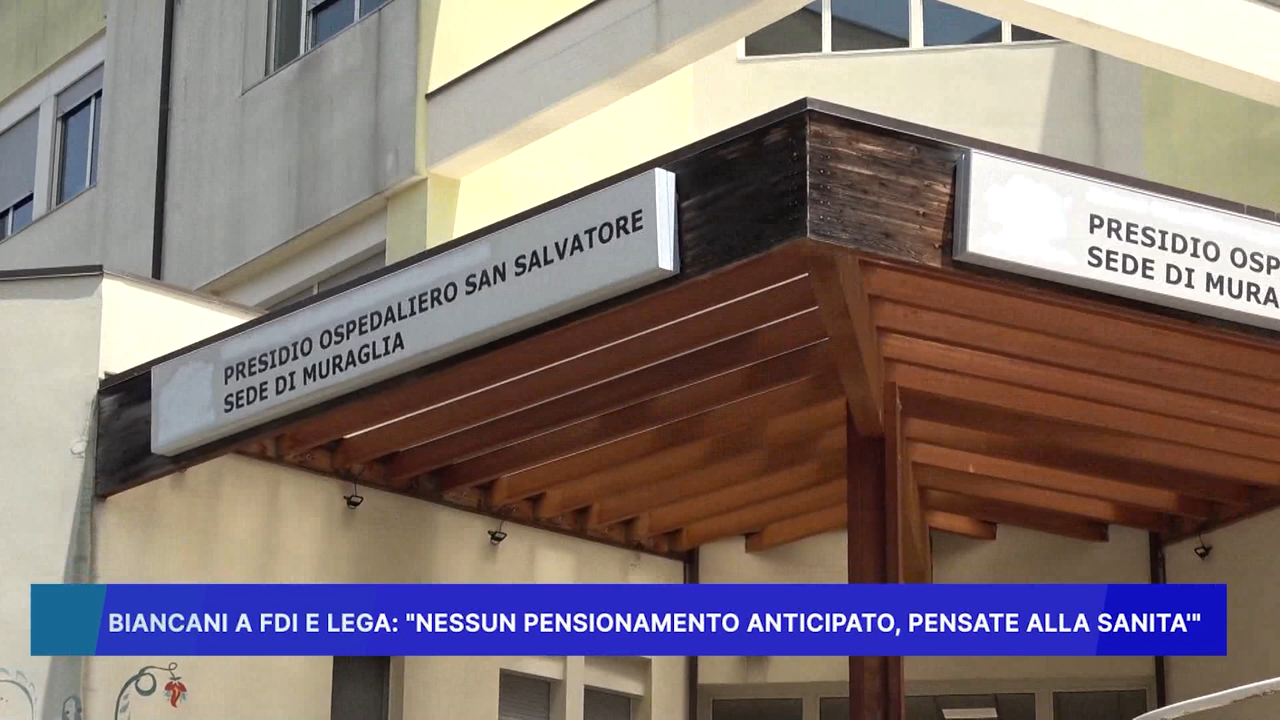 PRESIDIO OSPEDALIERO SAN SALVATORE
SEDE DI MURAGLIA
PRESIDIO OSP
SEDE DI MURA
BIANCANI A FDI E LEGA: "NESSUN PENSIONAMENTO ANTICIPATO, PENSATE ALLA SANITA'"